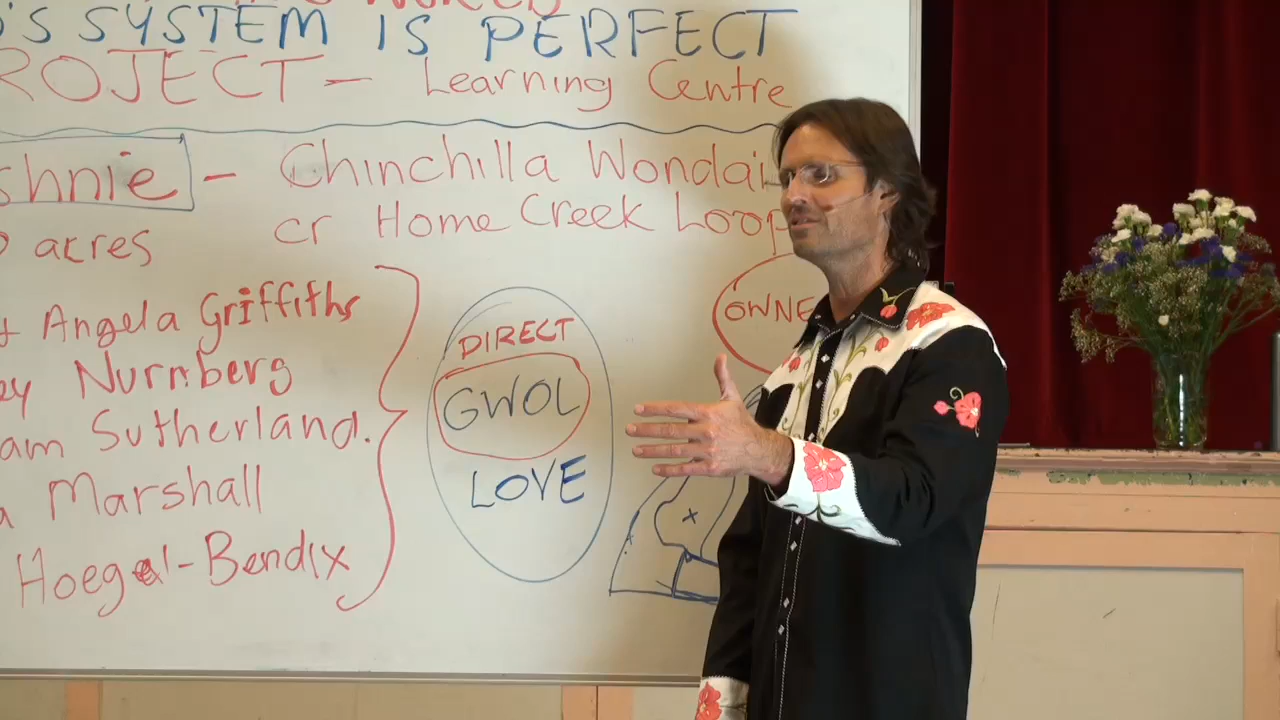 'S SYSTEM IS PERFECT
ROJECT - Learning Centre
shnie - Chinchilla Wondai
cr Home Creek Loop
acres
+ Angela Griffiths
ey Nurnberg
am Sutherland.
a Marshall
Hoegel-Bendix
DIRECT
GWOL
LOVE
OWNE
x